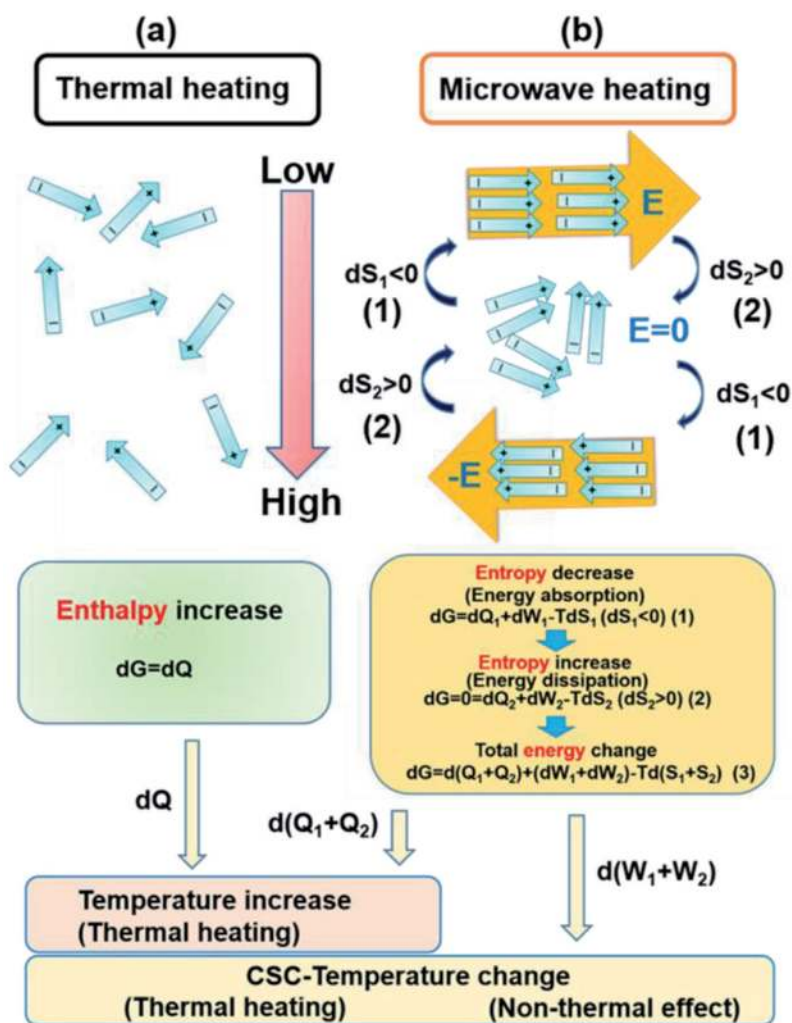 (a)
Thermal heating
Low
High
Enthalpy increase
dG=dQ
dQ
(b)
Microwave heating
E
dS₁<0
(1)
dS₂>0
(2)
E=0
dS₂>0
(2)
dS₁<0
(1)
-E
Entropy decrease
(Energy absorption)
dG=dQ₁+dW₁-TdS₁ (dS₁<0) (1)
Entropy increase
(Energy dissipation)
dG=0=dQ₂+dW₂-TdS₂ (dS₂>0) (2)
Total energy change
dG=d(Q₁+Q₂)+(dW₁+dW₂)-Td(S₁+S₂) (3)
d(Q₁+Q₂)
d(W₁+W₂)
Temperature increase
(Thermal heating)
CSC-Temperature change
(Thermal heating) (Non-thermal effect)